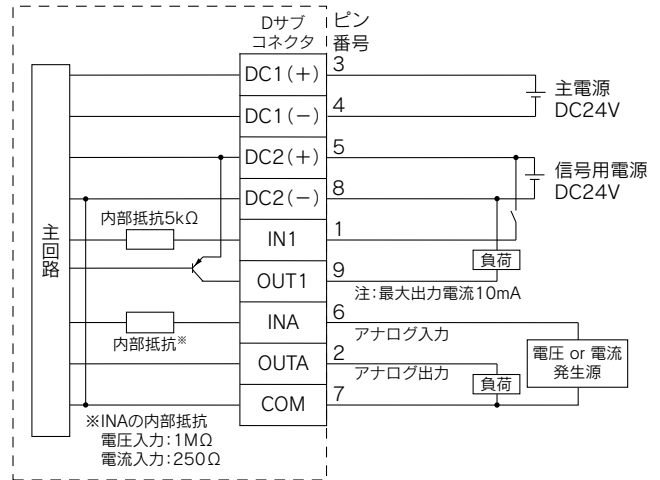 Dサブ
コネクタ
ピン
番号
DC1(+)
3
主電源
DC24V
DC1(−)
4
DC2(+)
5
信号用電源
DC24V
DC2(−)
8
内部抵抗5kΩ
IN1
1
主回路
負荷
OUT1
9
注:最大出力電流10mA
INA
6
アナログ入力
内部抵抗※
OUTA
2
アナログ出力
電圧 or 電流
発生源
負荷
COM
7
※INAの内部抵抗
電圧入力:1MΩ
電流入力:250Ω